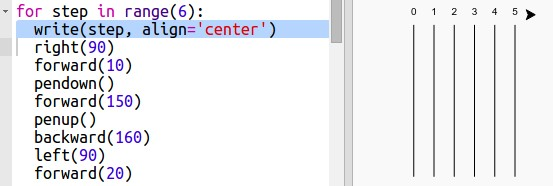 for step in range(6):
    write(step, align='center')
    right(90)
    forward(10)
    pendown()
    forward(150)
    penup()
    backward(160)
    left(90)
    forward(20)
0 1 2 3 4 5